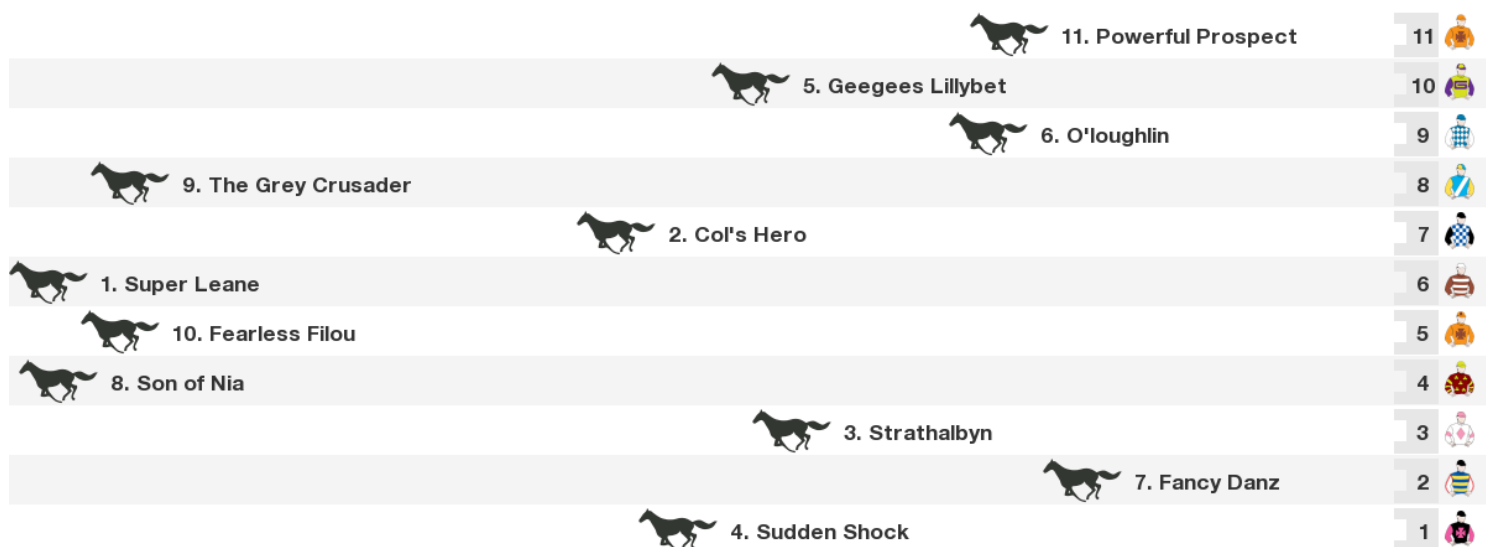 11. Powerful Prospect 11
5. Geegees Lillybet 10
6. O'loughlin 9
9. The Grey Crusader 8
2. Col's Hero 7
1. Super Leane 6
10. Fearless Filou 5
8. Son of Nia 4
3. Strathalbyn 3
7. Fancy Danz 2
4. Sudden Shock 1